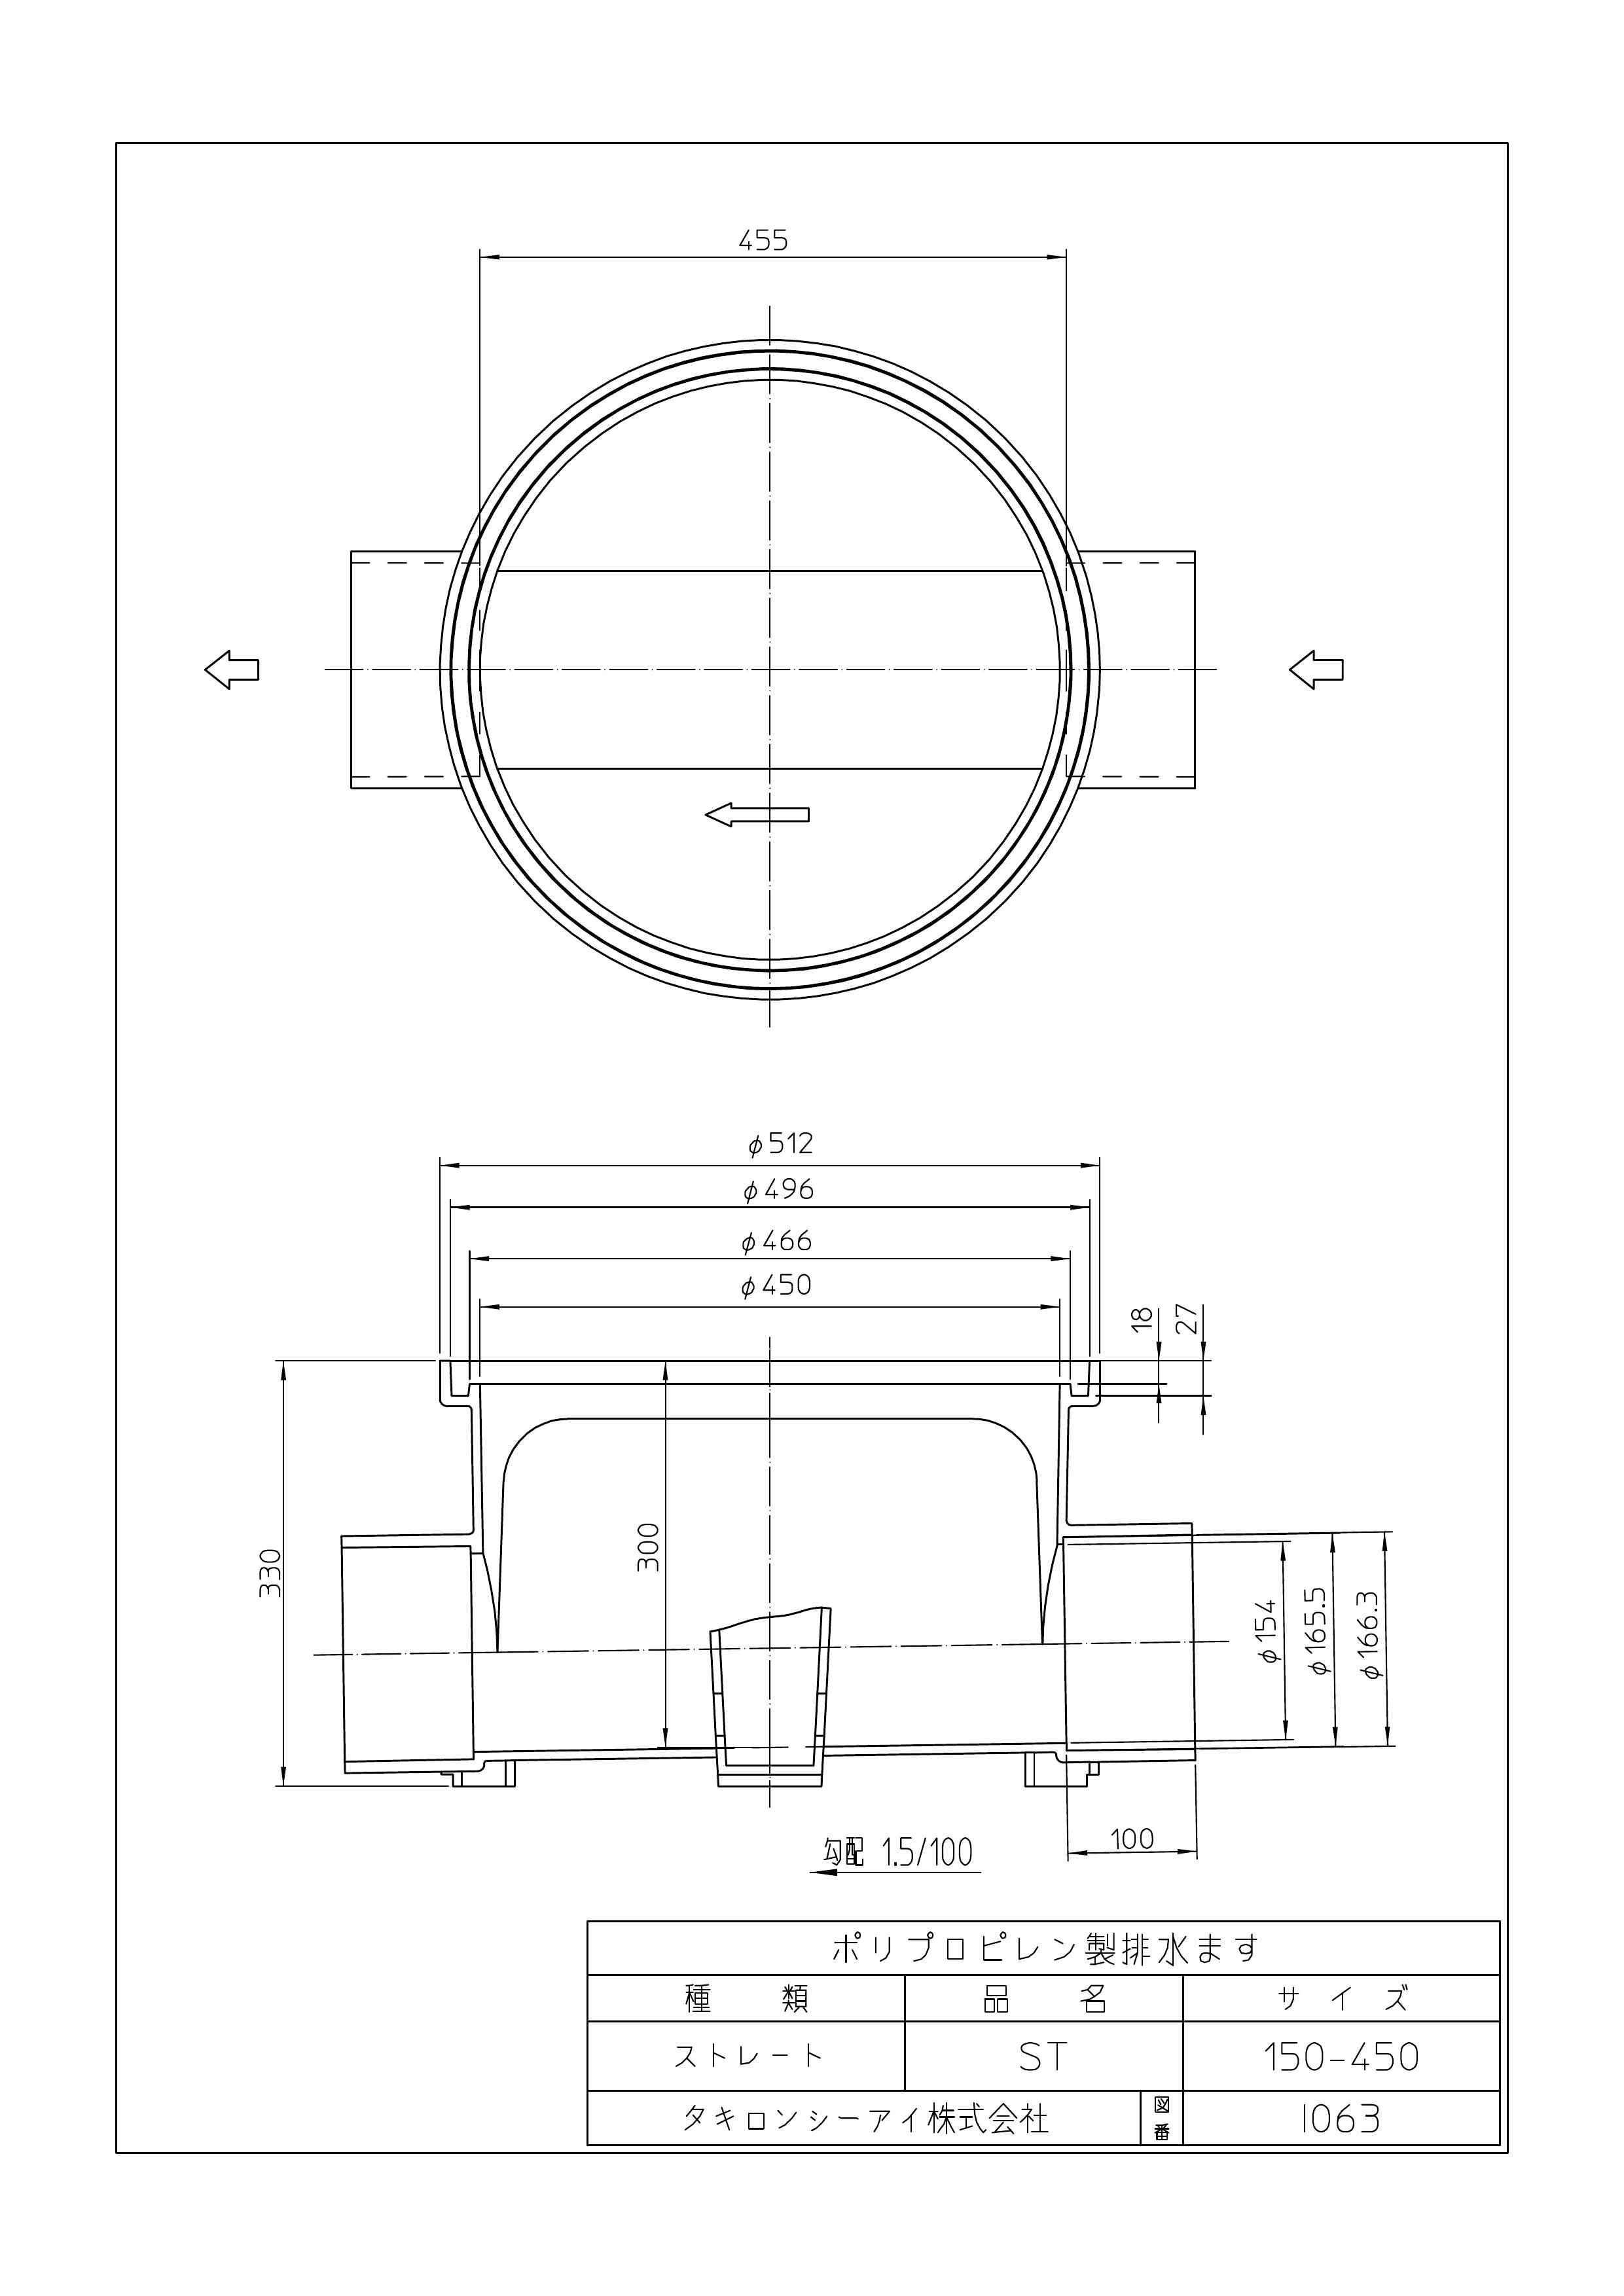 455
φ512
φ496
φ466
φ450
18
27
330
300
φ154
φ165.5
φ166.3
100
勾配 1.5/100
ポリプロピレン製排水ます
種 類 品 名 サ イ ズ
ストレート ST 150-450
タキロンシーアイ株式会社 図番 1063